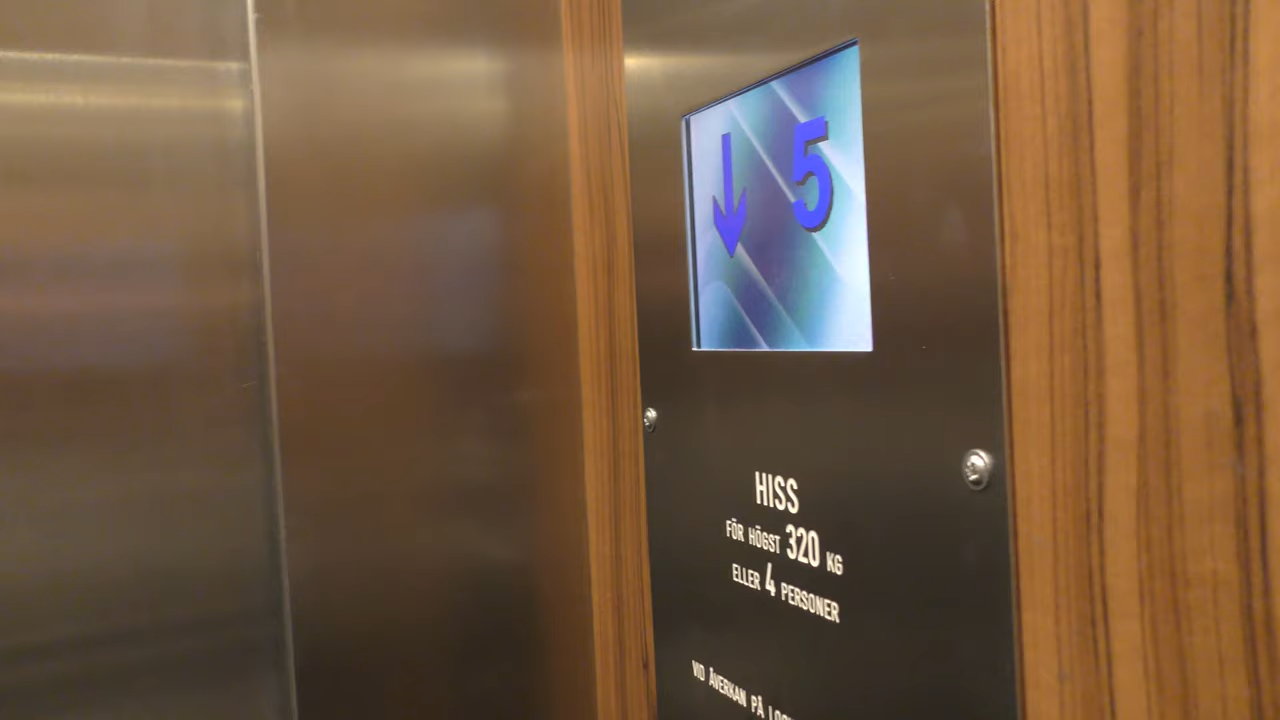 5
HISS
FÖR HÖGST 320 KG
ELLER 4 PERSONER
VID ÅVERKAN PÅ